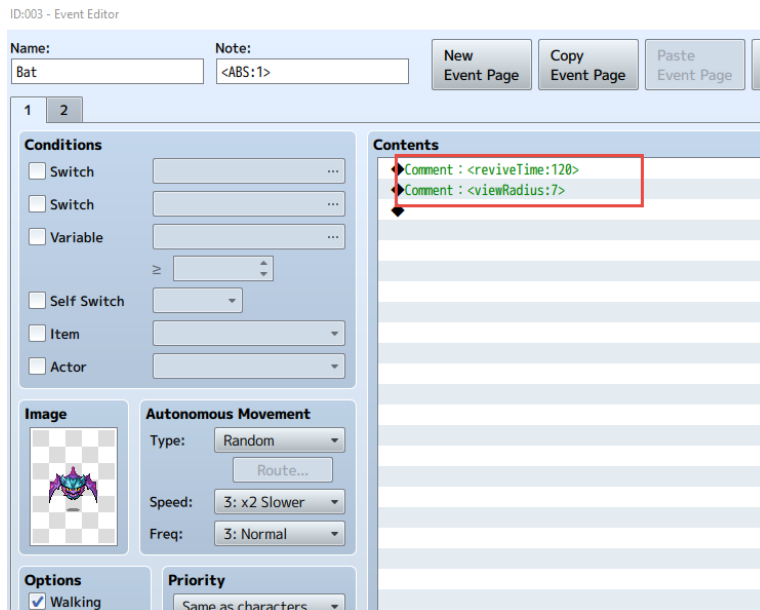 ID:003 - Event Editor
Name:
Note:
Bat
<ABS:1>
New
Event Page
Copy
Event Page
Paste
Event Page
1
2
Conditions
Switch
...
Switch
...
Variable
...
≥
Self Switch
Item
Actor
Image
Autonomous Movement
Type:
Random
Route...
Speed:
3: x2 Slower
Freq:
3: Normal
Options
Walking
Priority
Same as characters
Contents
◆Comment：<reviveTime:120>
◆Comment：<viewRadius:7>
◆